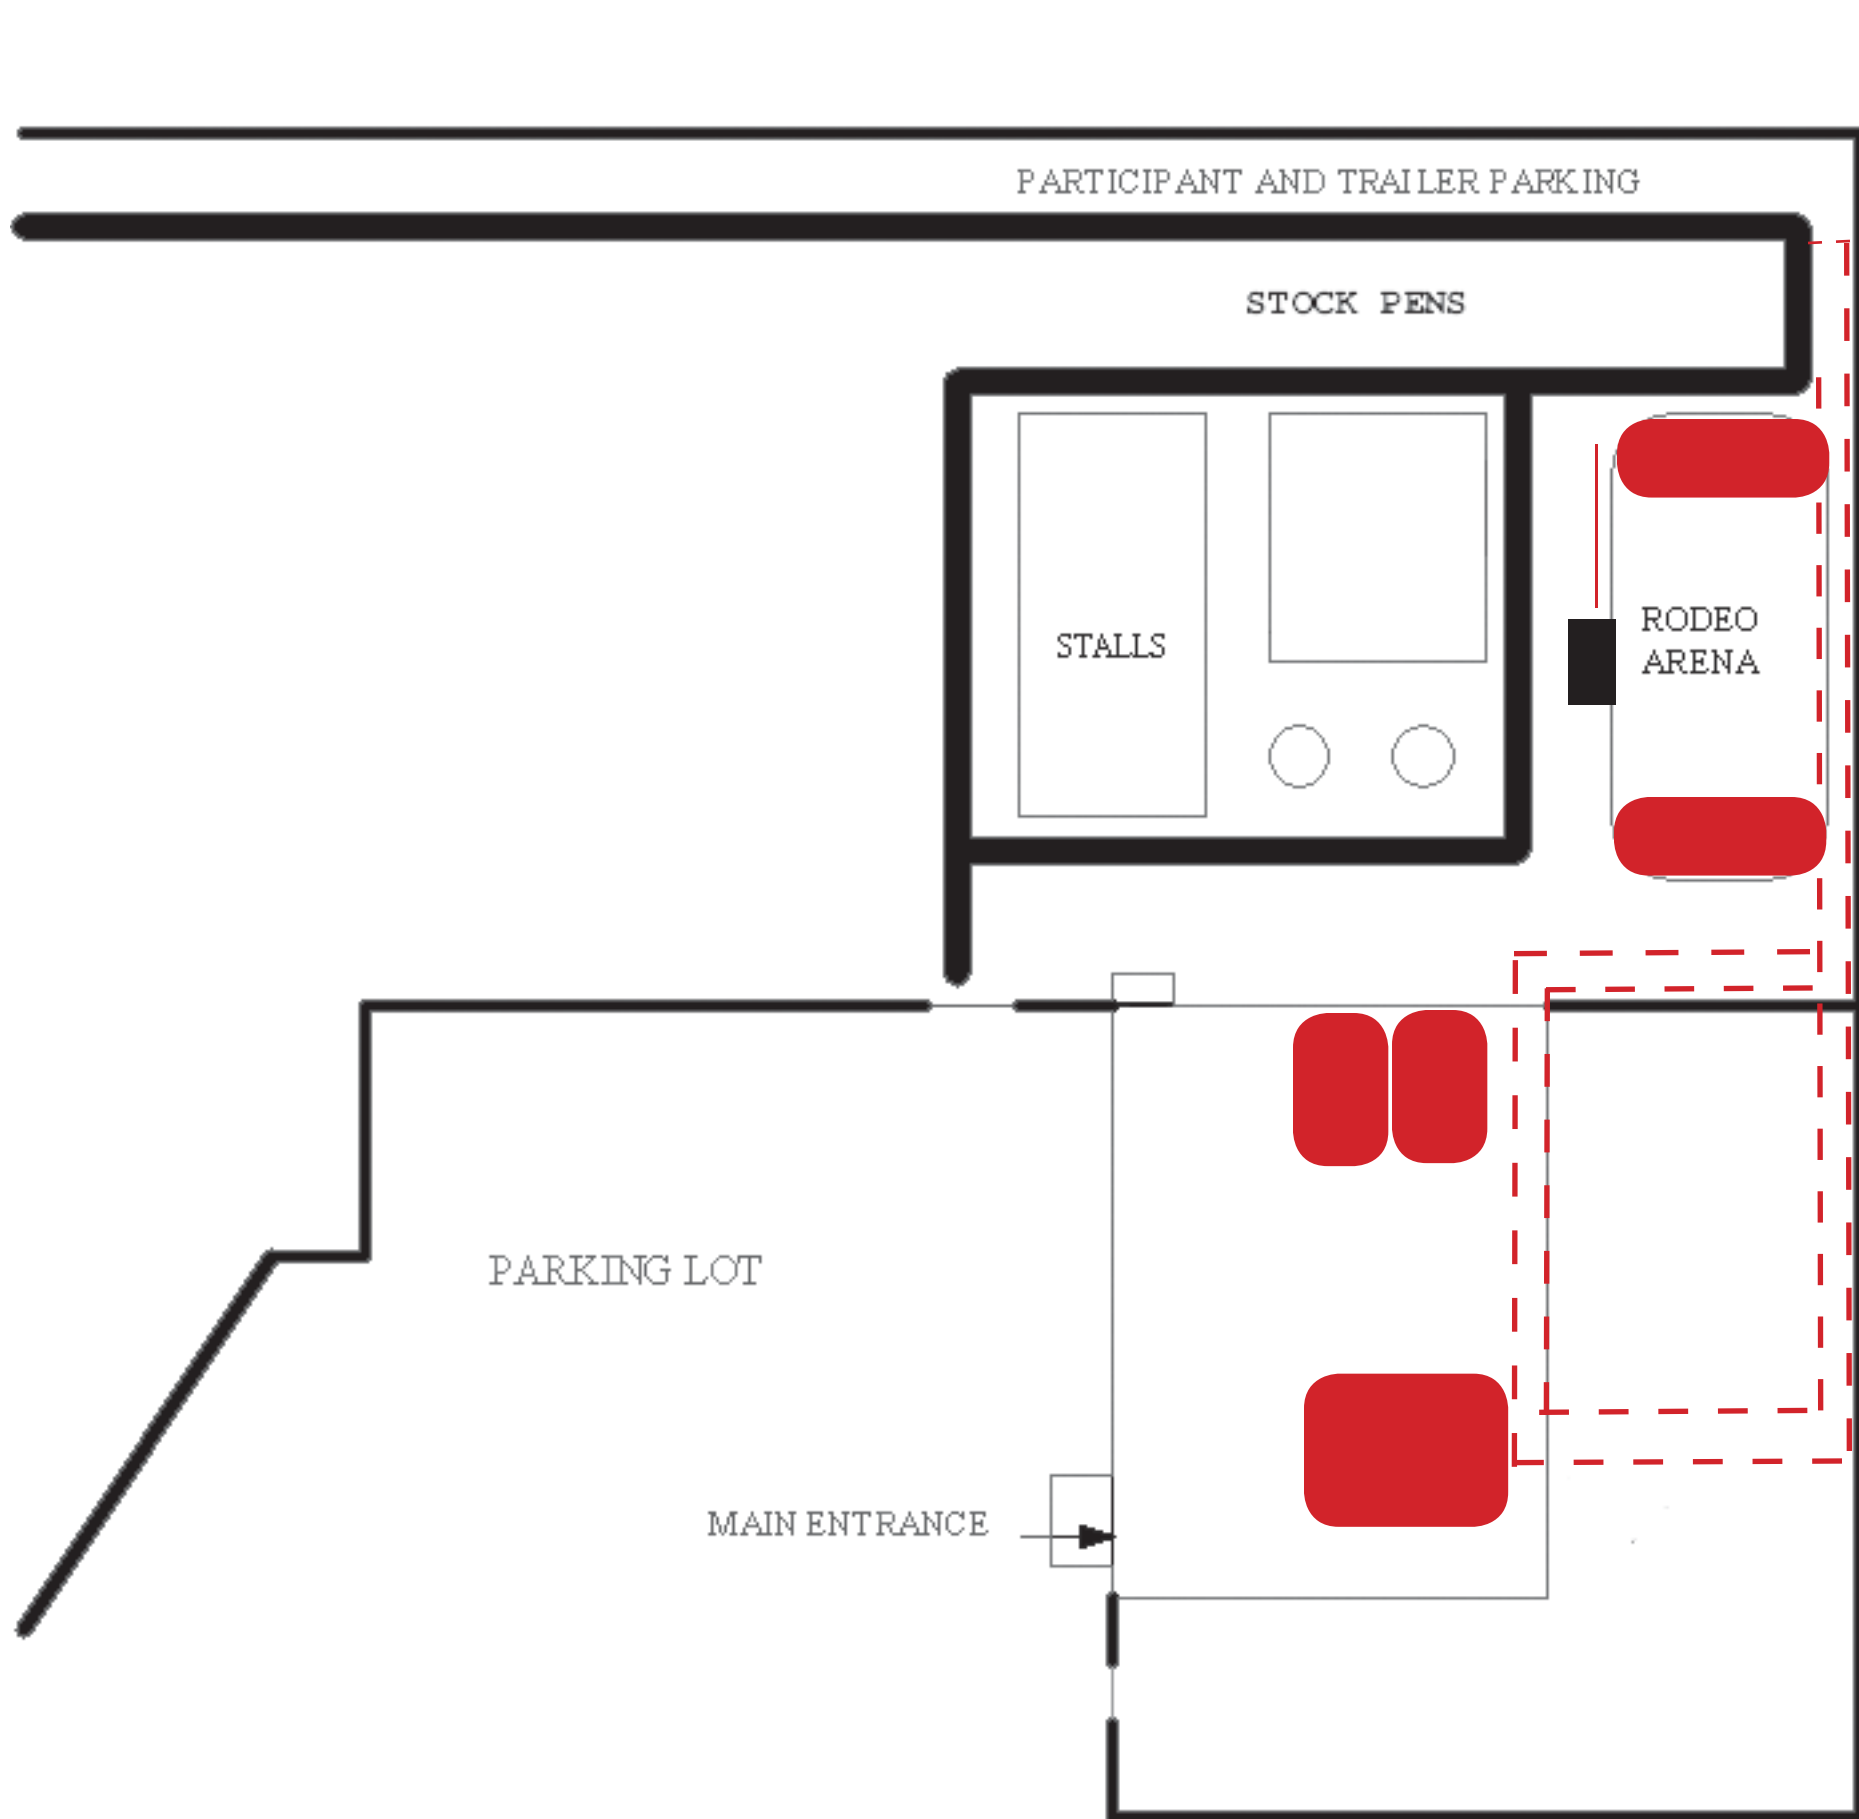 PARTICIPANT AND TRAILER PARKING
STOCK PENS
STALLS
RODEO
ARENA
PARKING LOT
MAIN ENTRANCE